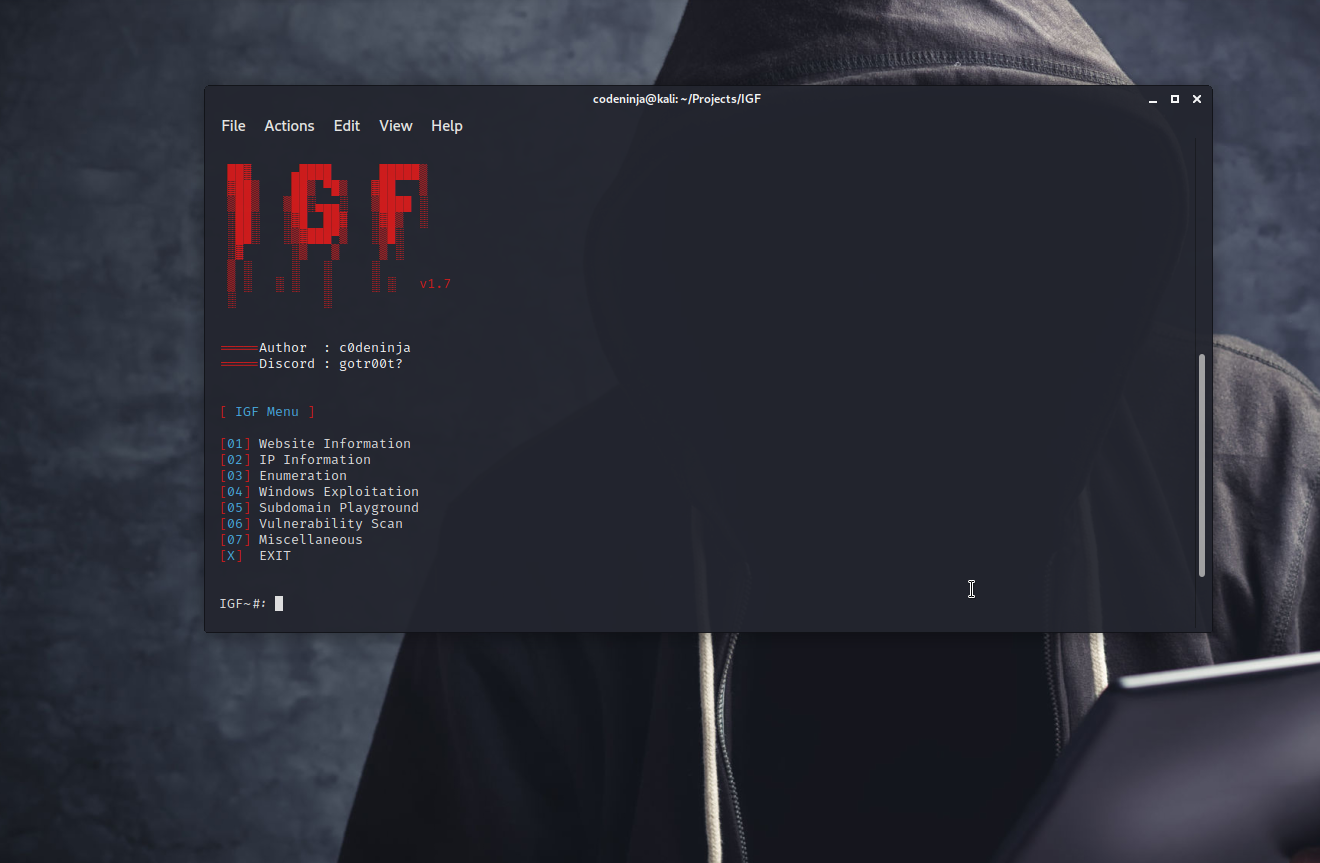 codeninja@kali: ~/Projects/IGF
File Actions Edit View Help
IGF
v1.7
═════Author  : c0deninja
═════Discord : gotr00t?
[ IGF Menu ]
[01] Website Information
[02] IP Information
[03] Enumeration
[04] Windows Exploitation
[05] Subdomain Playground
[06] Vulnerability Scan
[07] Miscellaneous
[X]  EXIT
IGF~#: